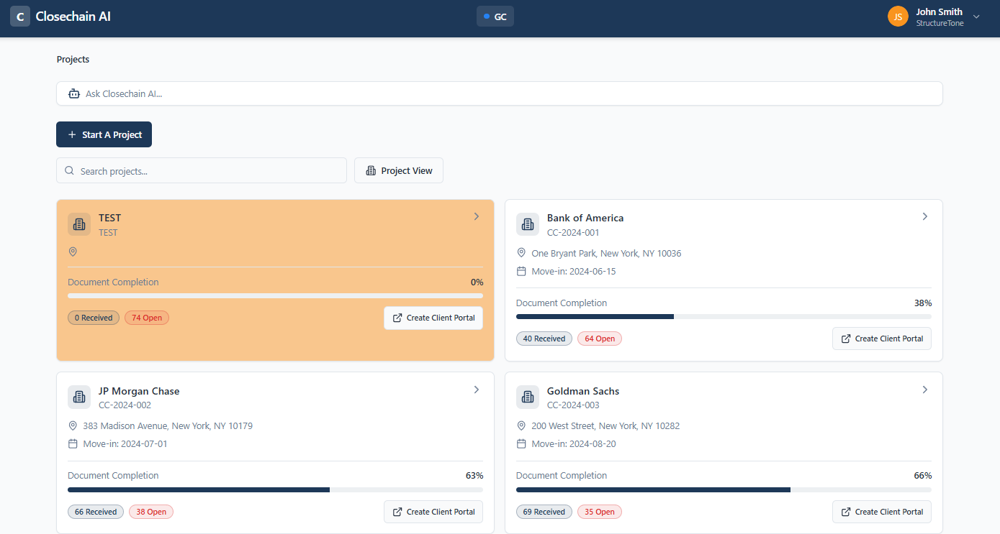 C Closechain AI
GC
JS
John Smith
StructureTone
Projects
Ask Closechain AI...
+ Start A Project
Search projects...
Project View
TEST
TEST
Document Completion
0%
0 Received
74 Open
Create Client Portal
Bank of America
CC-2024-001
One Bryant Park, New York, NY 10036
Move-in: 2024-06-15
Document Completion
38%
40 Received
64 Open
Create Client Portal
JP Morgan Chase
CC-2024-002
383 Madison Avenue, New York, NY 10179
Move-in: 2024-07-01
Document Completion
63%
66 Received
38 Open
Create Client Portal
Goldman Sachs
CC-2024-003
200 West Street, New York, NY 10282
Move-in: 2024-08-20
Document Completion
66%
69 Received
35 Open
Create Client Portal